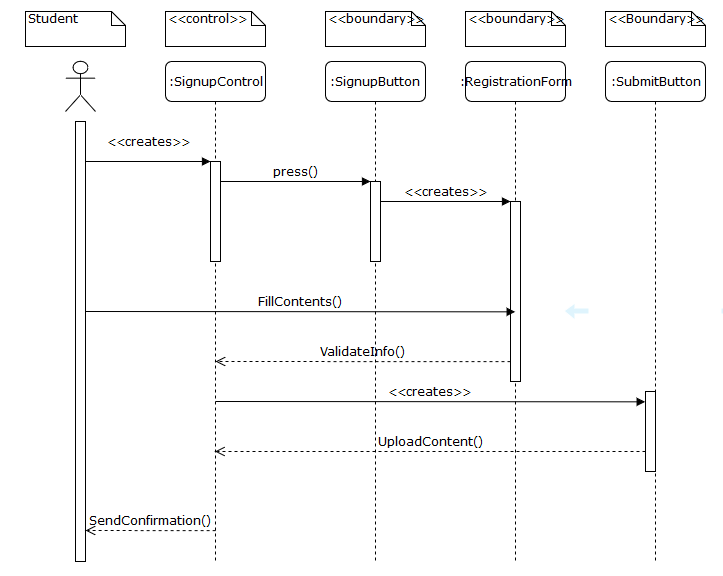 Student
<<control>>
<<boundary>>
<<boundary>>
<<Boundary>>
:SignupControl
:SignupButton
:RegistrationForm
:SubmitButton
<<creates>>
press()
<<creates>>
FillContents()
ValidateInfo()
<<creates>>
UploadContent()
SendConfirmation()